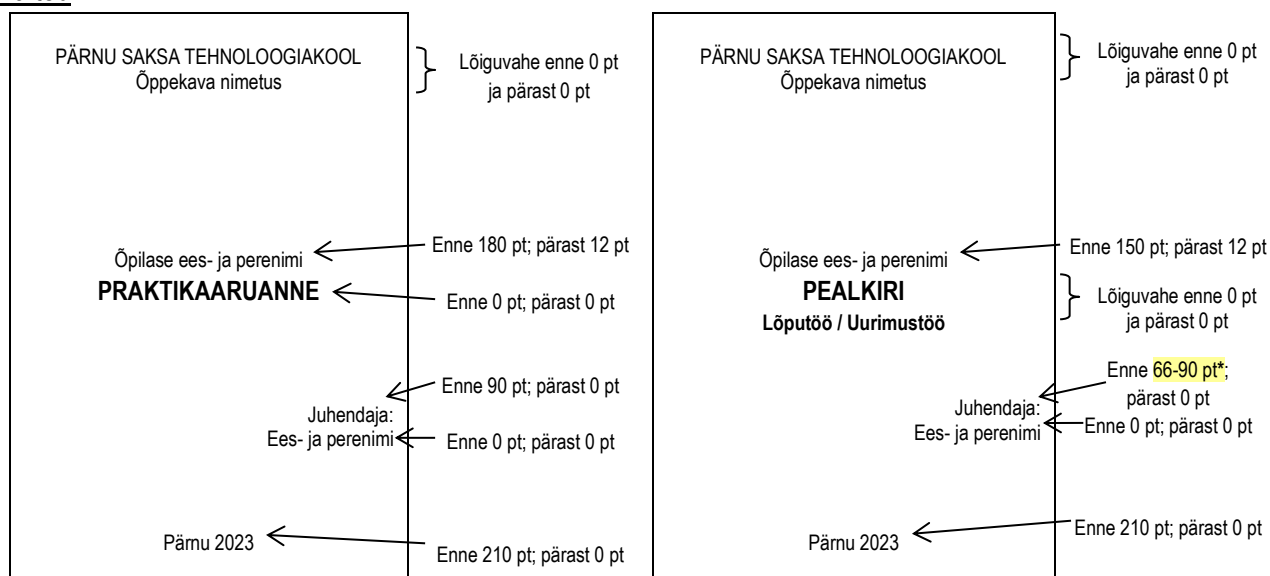 PÄRNU SAKSA TEHNOLOOGIAKOOL
Õppekava nimetus
Lõiguvahe enne 0 pt
ja pärast 0 pt
Õpilase ees- ja perenimi
Enne 180 pt; pärast 12 pt
PRAKTIKAARUANNE
Enne 0 pt; pärast 0 pt
Enne 90 pt; pärast 0 pt
Juhendaja:
Ees- ja perenimi
Enne 0 pt; pärast 0 pt
Pärnu 2023
Enne 210 pt; pärast 0 pt
PÄRNU SAKSA TEHNOLOOGIAKOOL
Õppekava nimetus
Lõiguvahe enne 0 pt
ja pärast 0 pt
Õpilase ees- ja perenimi
Enne 150 pt; pärast 12 pt
PEALKIRI
Lõputöö / Uurimustöö
Lõiguvahe enne 0 pt
ja pärast 0 pt
Enne 66-90 pt*;
pärast 0 pt
Juhendaja:
Ees- ja perenimi
Enne 0 pt; pärast 0 pt
Pärnu 2023
Enne 210 pt; pärast 0 pt